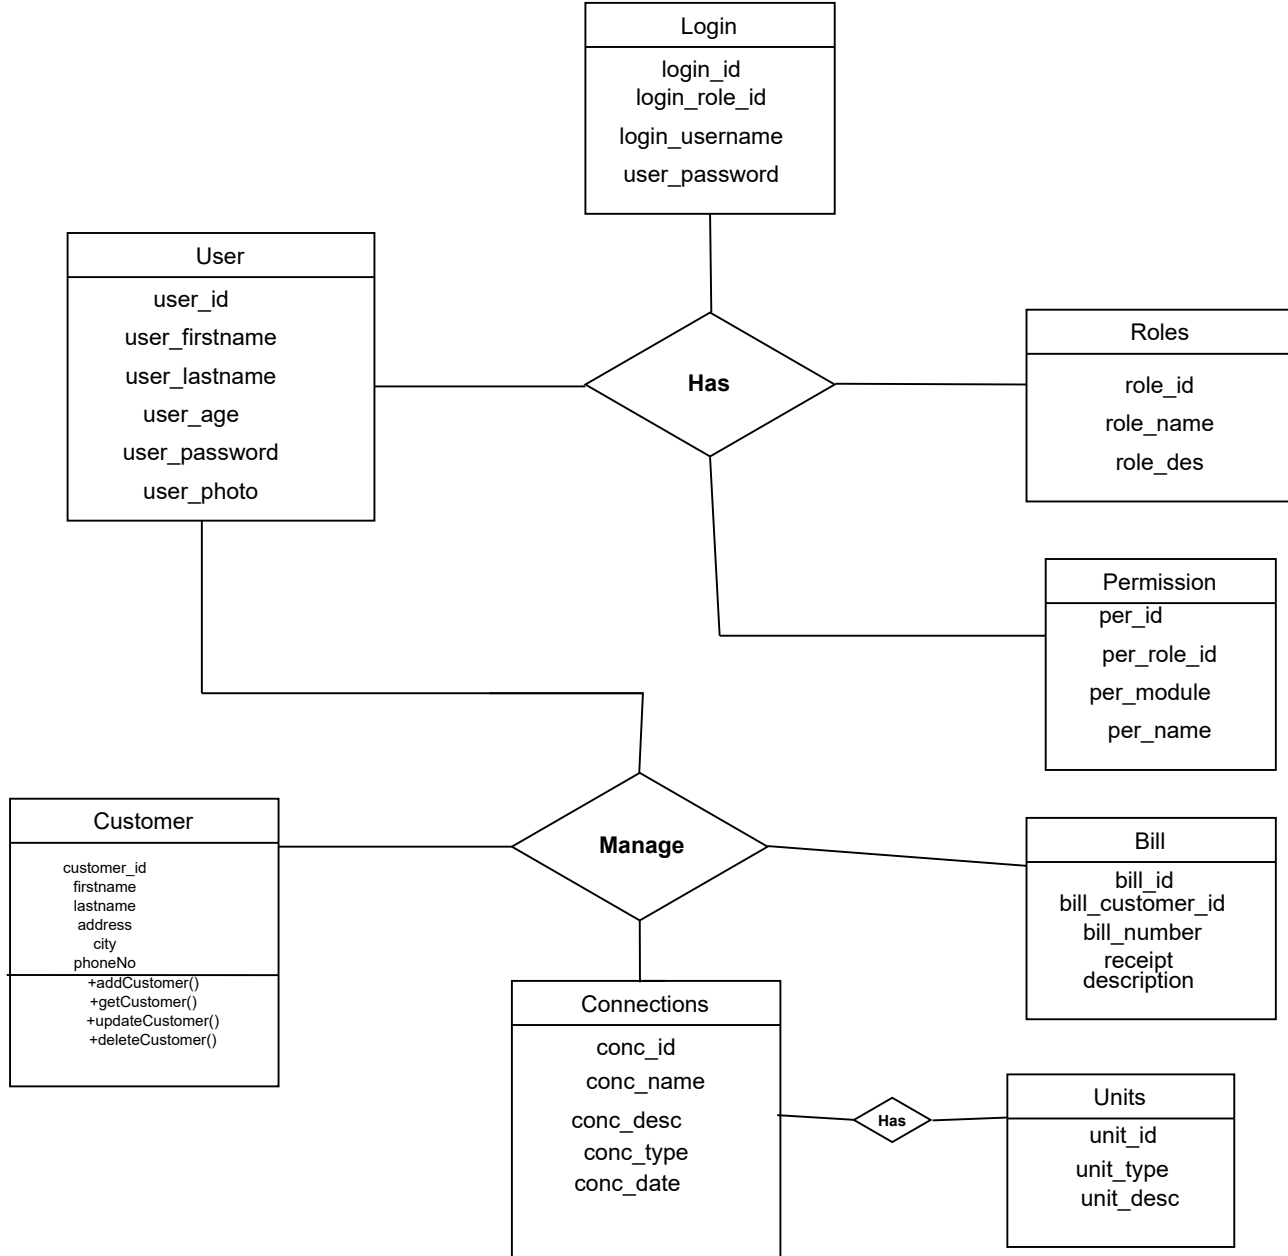 Login
login_id
login_role_id
login_username
user_password
User
user_id
user_firstname
user_lastname
user_age
user_password
user_photo
Has
Roles
role_id
role_name
role_des
Permission
per_id
per_role_id
per_module
per_name
Customer
customer_id
firstname
lastname
address
city
phoneNo
+addCustomer()
+getCustomer()
+updateCustomer()
+deleteCustomer()
Manage
Bill
bill_id
bill_customer_id
bill_number
receipt
description
Connections
conc_id
conc_name
conc_desc
conc_type
conc_date
Has
Units
unit_id
unit_type
unit_desc